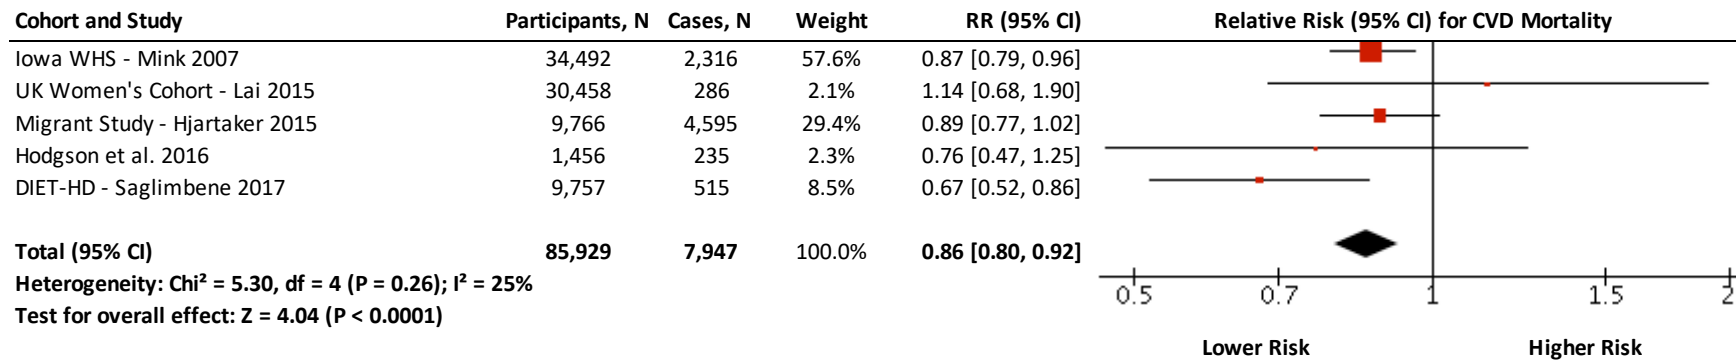 Cohort and Study Participants, N Cases, N Weight RR (95% CI) Relative Risk (95% CI) for CVD Mortality
Iowa WHS - Mink 2007 34,492 2,316 57.6% 0.87 [0.79, 0.96]
UK Women's Cohort - Lai 2015 30,458 286 2.1% 1.14 [0.68, 1.90]
Migrant Study - Hjartaker 2015 9,766 4,595 29.4% 0.89 [0.77, 1.02]
Hodgson et al. 2016 1,456 235 2.3% 0.76 [0.47, 1.25]
DIET-HD - Saglimbene 2017 9,757 515 8.5% 0.67 [0.52, 0.86]
Total (95% CI) 85,929 7,947 100.0% 0.86 [0.80, 0.92]
Heterogeneity: Chi² = 5.30, df = 4 (P = 0.26); I² = 25%
0.5 0.7 1 1.5 2
Test for overall effect: Z = 4.04 (P < 0.0001)
Lower Risk Higher Risk